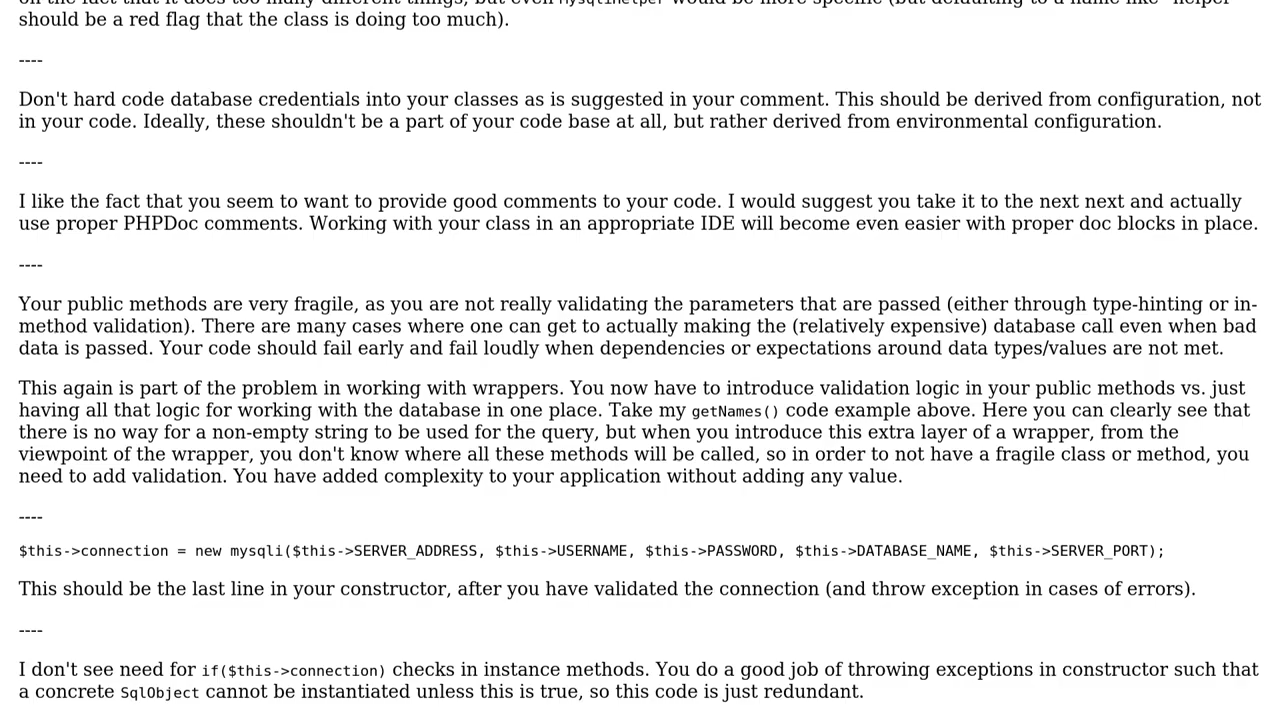 should be a red flag that the class is doing too much).
----
Don't hard code database credentials into your classes as is suggested in your comment. This should be derived from configuration, not
in your code. Ideally, these shouldn't be a part of your code base at all, but rather derived from environmental configuration.
----
I like the fact that you seem to want to provide good comments to your code. I would suggest you take it to the next next and actually
use proper PHPDoc comments. Working with your class in an appropriate IDE will become even easier with proper doc blocks in place.
----
Your public methods are very fragile, as you are not really validating the parameters that are passed (either through type-hinting or in-
method validation). There are many cases where one can get to actually making the (relatively expensive) database call even when bad
data is passed. Your code should fail early and fail loudly when dependencies or expectations around data types/values are not met.
This again is part of the problem in working with wrappers. You now have to introduce validation logic in your public methods vs. just
having all that logic for working with the database in one place. Take my getNames() code example above. Here you can clearly see that
there is no way for a non-empty string to be used for the query, but when you introduce this extra layer of a wrapper, from the
viewpoint of the wrapper, you don't know where all these methods will be called, so in order to not have a fragile class or method, you
need to add validation. You have added complexity to your application without adding any value.
----
$this->connection = new mysqli($this->SERVER_ADDRESS, $this->USERNAME, $this->PASSWORD, $this->DATABASE_NAME, $this->SERVER_PORT);
This should be the last line in your constructor, after you have validated the connection (and throw exception in cases of errors).
----
I don't see need for if($this->connection) checks in instance methods. You do a good job of throwing exceptions in constructor such that
a concrete SqlObject cannot be instantiated unless this is true, so this code is just redundant.